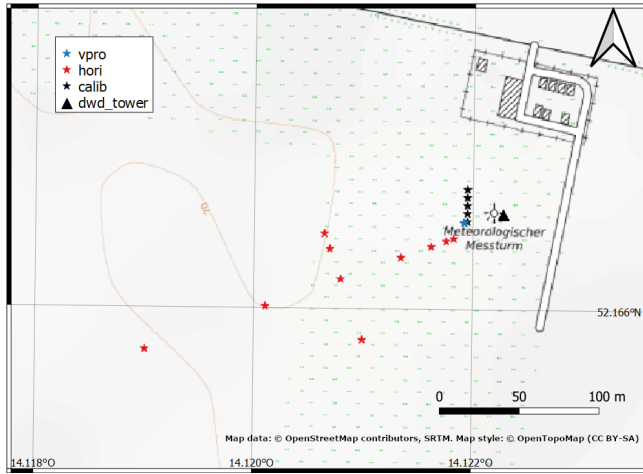 vpro
hori
calib
dwd_tower
70
Meteorologischer
Messturm
52.166°N
0 50 100 m
Map data: © OpenStreetMap contributors, SRTM. Map style: © OpenTopoMap (CC BY-SA)
14.118°O 14.120°O 14.122°O